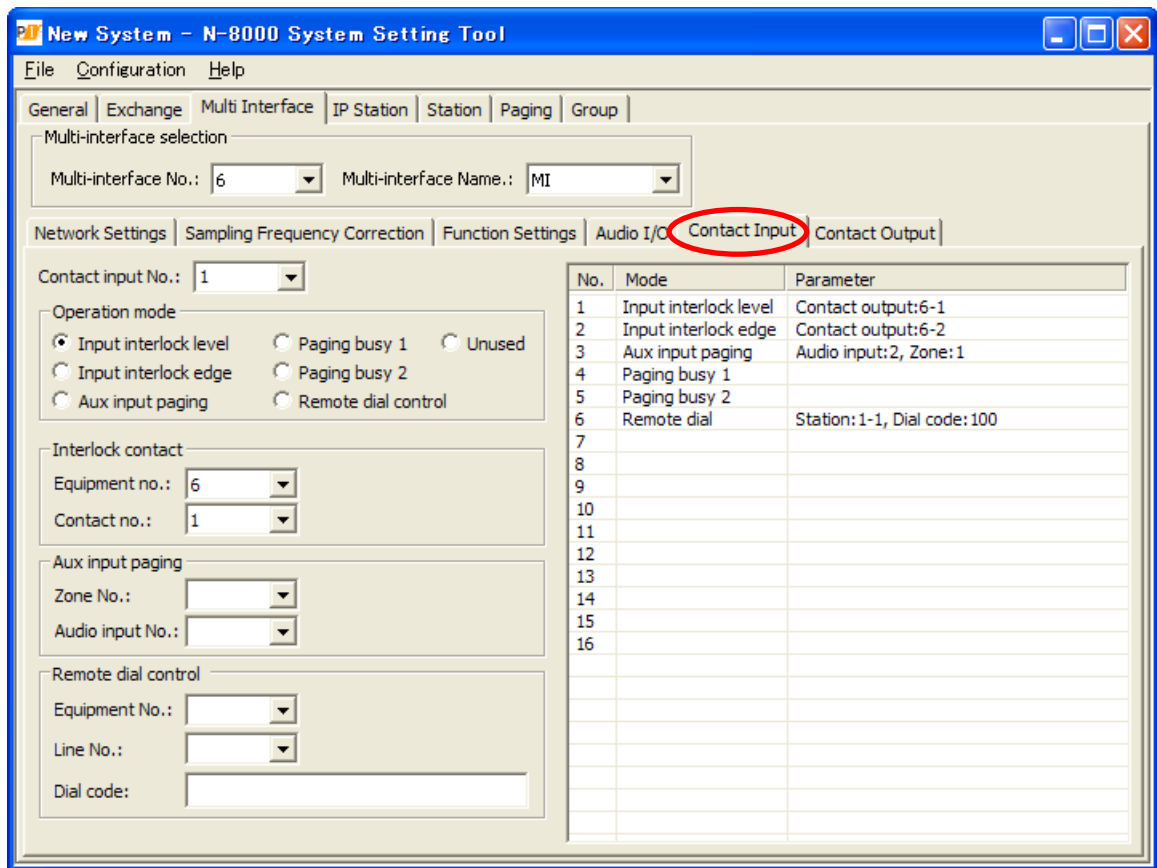 New System - N-8000 System Setting Tool
File Configuration Help
General Exchange Multi Interface IP Station Station Paging Group
Multi-interface selection
Multi-interface No.: 6 Multi-interface Name.: MI
Network Settings Sampling Frequency Correction Function Settings Audio I/O Contact Input Contact Output
Contact input No.: 1
Operation mode
Input interlock level Paging busy 1 Unused
Input interlock edge Paging busy 2
Aux input paging Remote dial control
Interlock contact
Equipment no.: 6
Contact no.: 1
Aux input paging
Zone No.:
Audio input No.:
Remote dial control
Equipment No.:
Line No.:
Dial code:
No. Mode Parameter
1 Input interlock level Contact output:6-1
2 Input interlock edge Contact output:6-2
3 Aux input paging Audio input:2, Zone:1
4 Paging busy 1
5 Paging busy 2
6 Remote dial Station:1-1, Dial code:100
7
8
9
10
11
12
13
14
15
16